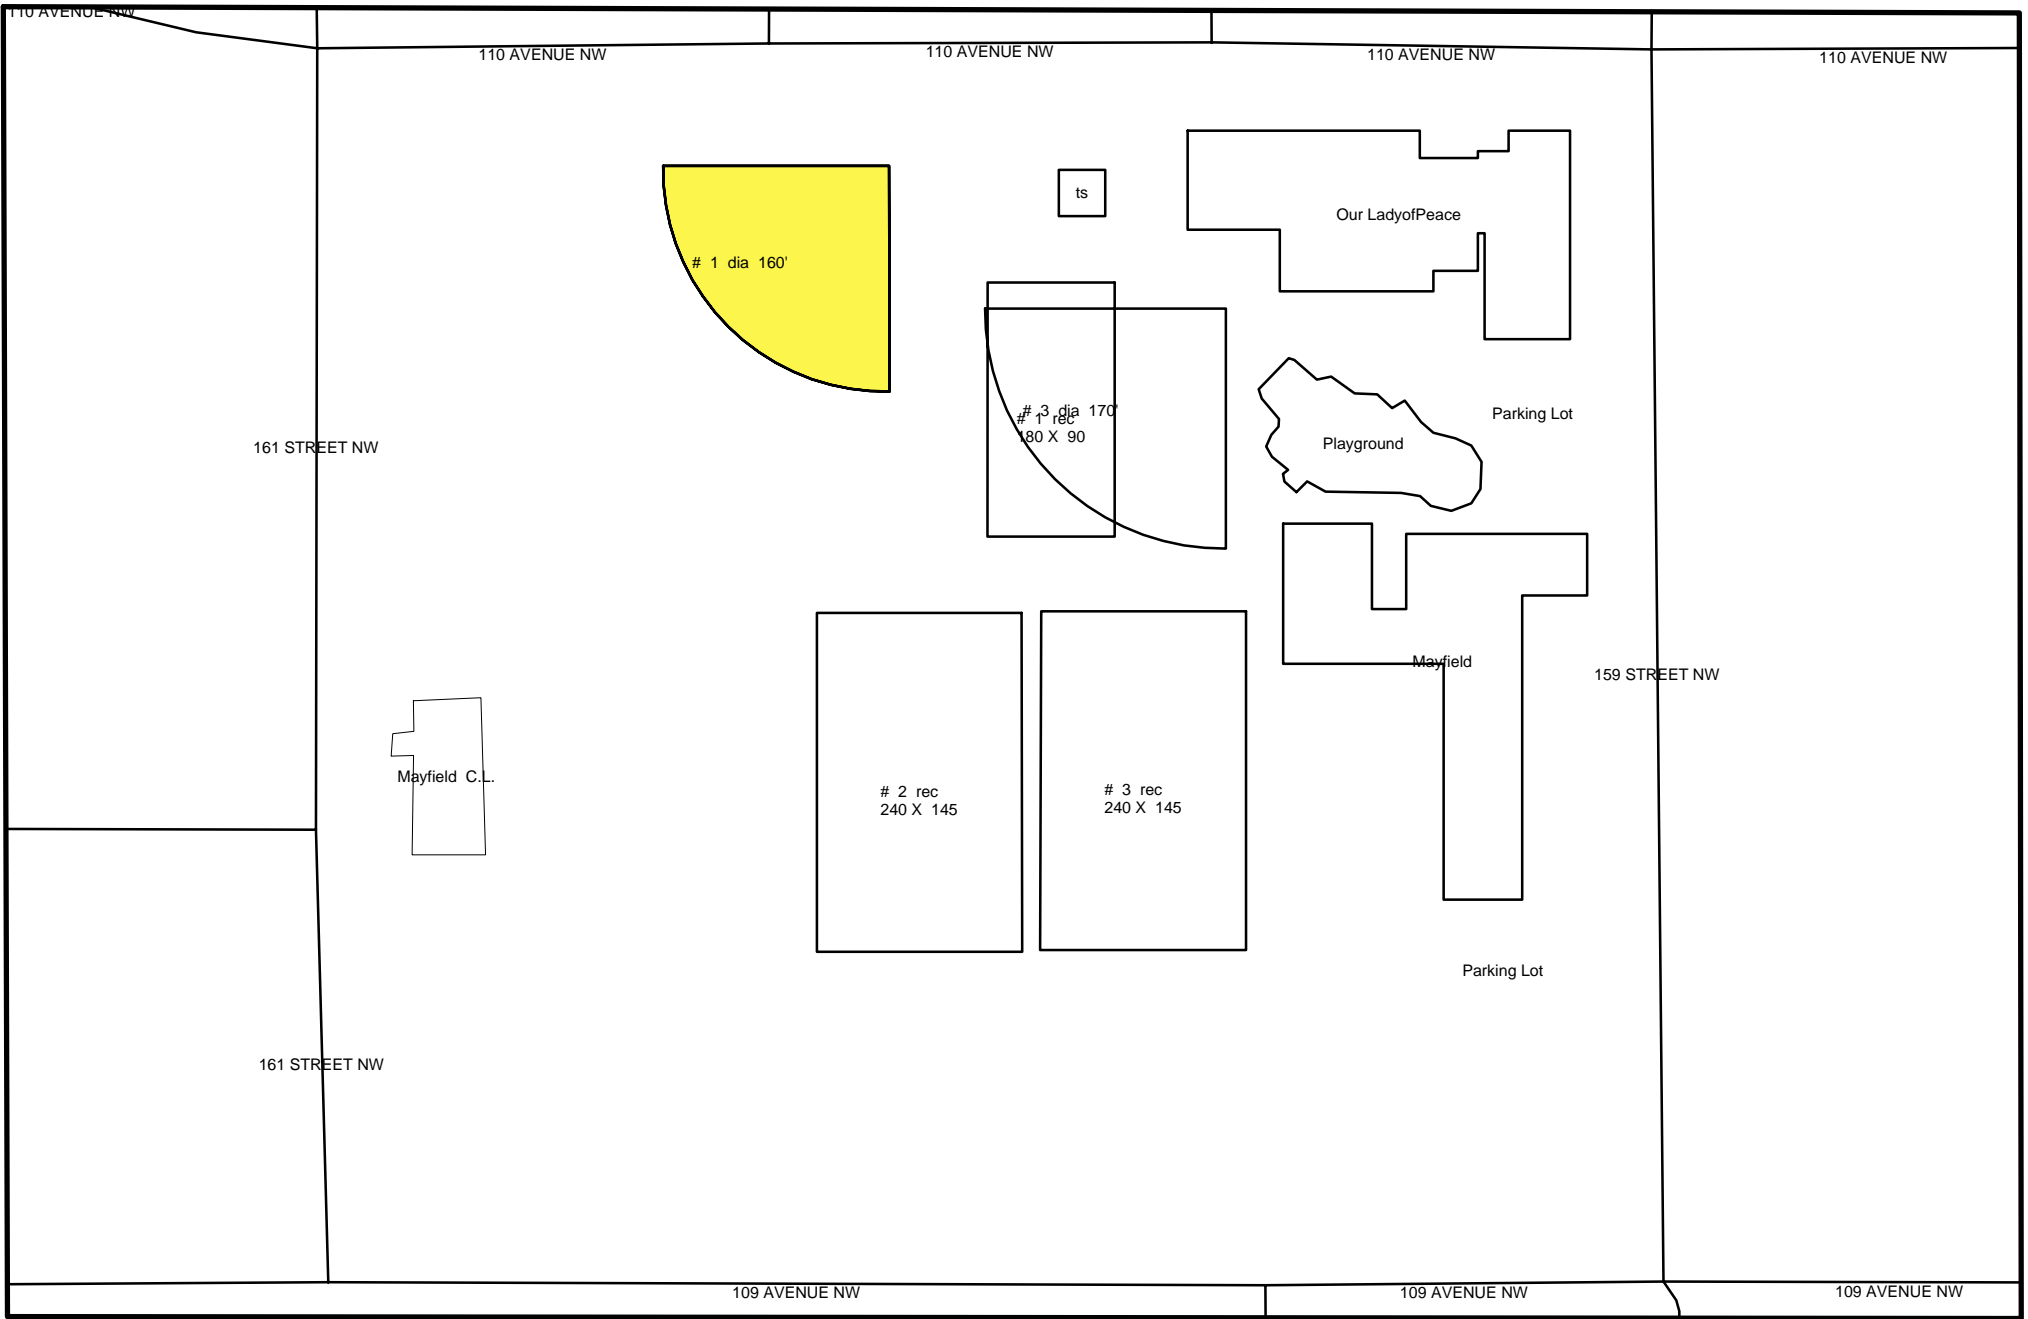 110 AVENUE NW
110 AVENUE NW
110 AVENUE NW
110 AVENUE NW
110 AVENUE NW
ts
Our LadyofPeace
# 1 dia 160'
# 3 dia 170'
# 1 rec
180 X 90
Parking Lot
Playground
161 STREET NW
Mayfield
159 STREET NW
Mayfield C.L.
# 2 rec
240 X 145
# 3 rec
240 X 145
Parking Lot
161 STREET NW
109 AVENUE NW
109 AVENUE NW
109 AVENUE NW